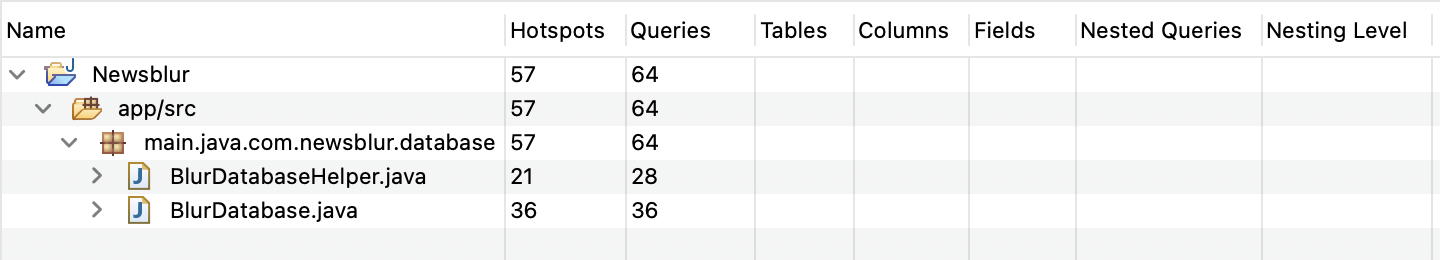 Name Hotspots Queries Tables Columns Fields Nested Queries Nesting Level
Newsblur 57 64
app/src 57 64
main.java.com.newsblur.database 57 64
BlurDatabaseHelper.java 21 28
BlurDatabase.java 36 36